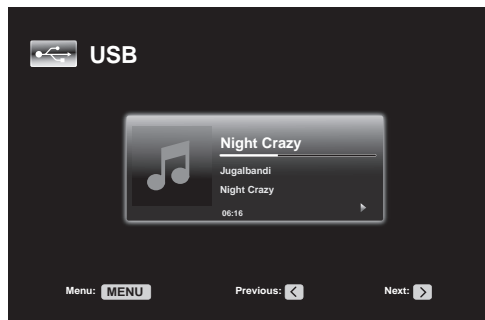 USB
Night Crazy
Jugalbandi
Night Crazy
06:16
Menu: MENU Previous: < Next: >